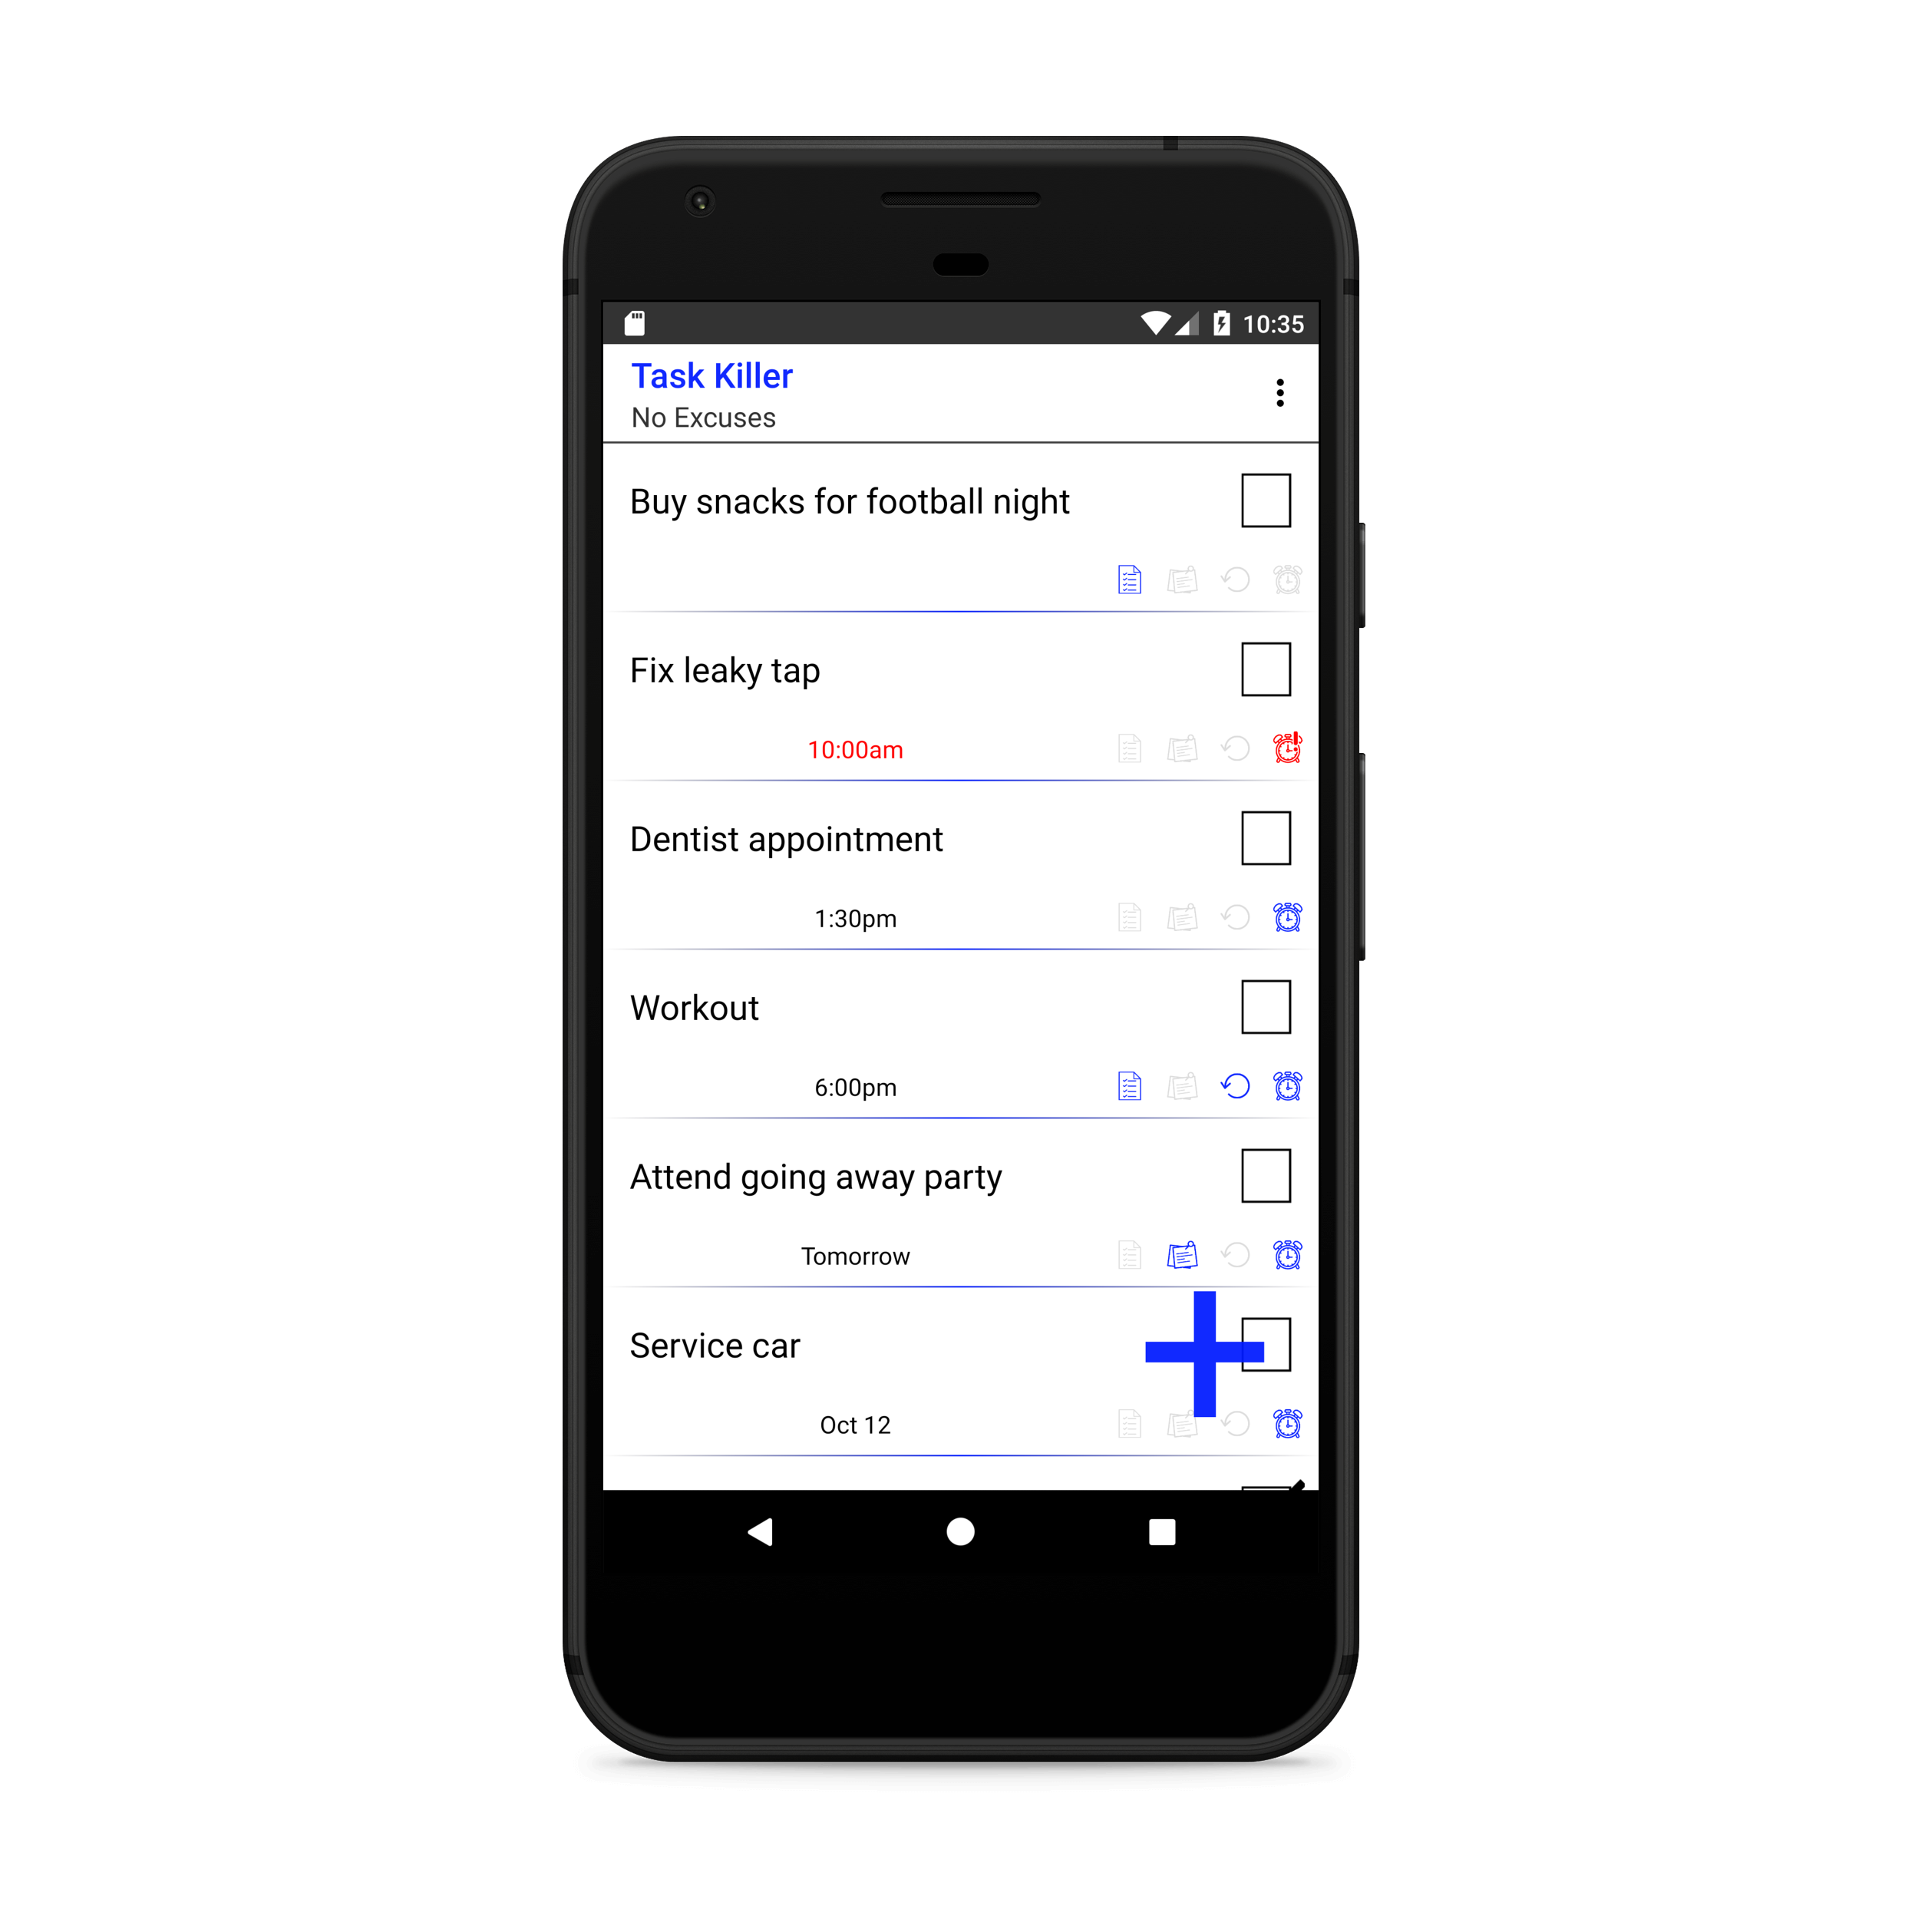 10:35
Task Killer
No Excuses
Buy snacks for football night
Fix leaky tap
10:00am
Dentist appointment
1:30pm
Workout
6:00pm
Attend going away party
Tomorrow
Service car
Oct 12